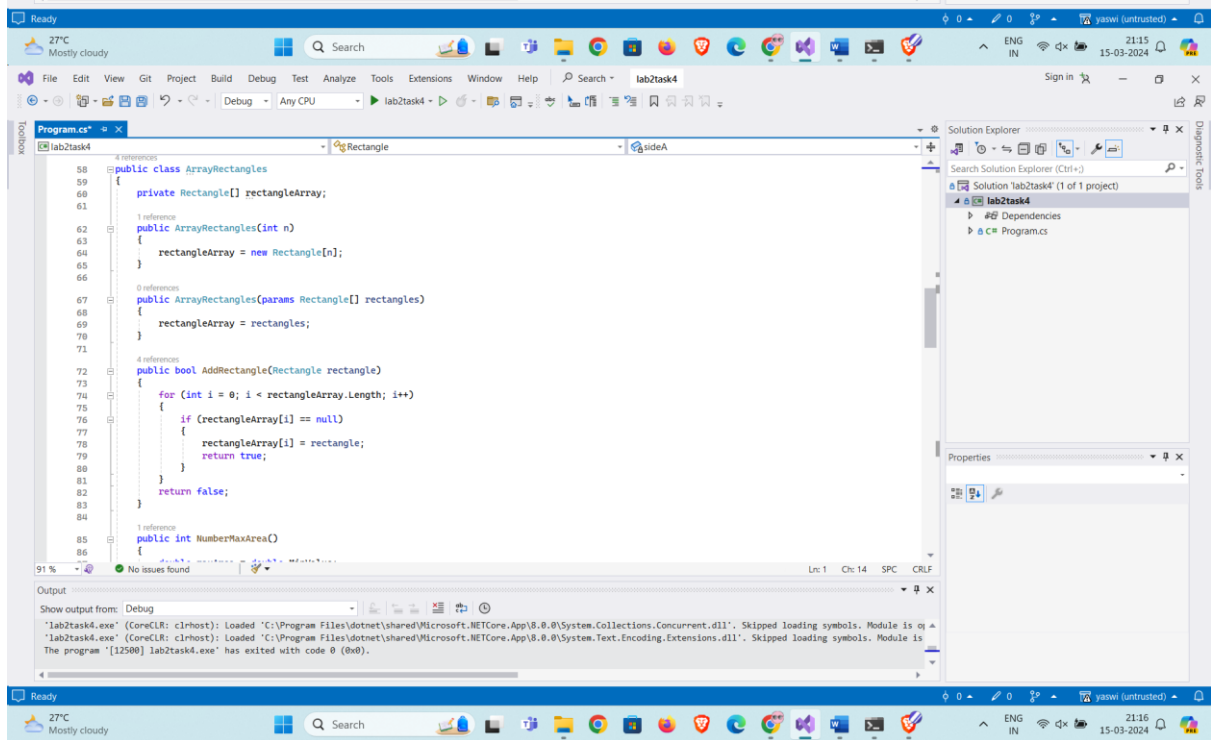 Ready 0 0 yaswi (untrusted)
27°C
Mostly cloudy
Search
ENG
IN
21:15
15-03-2024
File Edit View Git Project Build Debug Test Analyze Tools Extensions Window Help Search lab2task4 Sign in
Debug Any CPU lab2task4
Toolbox
Program.cs*
lab2task4 Rectangle sideA
4 references
58 public class ArrayRectangles
59 {
60 private Rectangle[] rectangleArray;
61
1 reference
62 public ArrayRectangles(int n)
63 {
64 rectangleArray = new Rectangle[n];
65 }
66
0 references
67 public ArrayRectangles(params Rectangle[] rectangles)
68 {
69 rectangleArray = rectangles;
70 }
71
4 references
72 public bool AddRectangle(Rectangle rectangle)
73 {
74 for (int i = 0; i < rectangleArray.Length; i++)
75 {
76 if (rectangleArray[i] == null)
77 {
78 rectangleArray[i] = rectangle;
79 return true;
80 }
81 }
82 return false;
83 }
84
1 reference
85 public int NumberMaxArea()
86 {
91 % No issues found Ln: 1 Ch: 14 SPC CRLF
Solution Explorer
Search Solution Explorer (Ctrl+;)
Solution 'lab2task4' (1 of 1 project)
lab2task4
Dependencies
C# Program.cs
Diagnostic Tools
Properties
Output
Show output from: Debug
'lab2task4.exe' (CoreCLR: clrhost): Loaded 'C:\Program Files\dotnet\shared\Microsoft.NETCore.App\8.0.0\System.Collections.Concurrent.dll'. Skipped loading symbols. Module is op
'lab2task4.exe' (CoreCLR: clrhost): Loaded 'C:\Program Files\dotnet\shared\Microsoft.NETCore.App\8.0.0\System.Text.Encoding.Extensions.dll'. Skipped loading symbols. Module is
The program '[12500] lab2task4.exe' has exited with code 0 (0x0).
Ready 0 0 yaswi (untrusted)
27°C
Mostly cloudy
Search
ENG
IN
21:16
15-03-2024